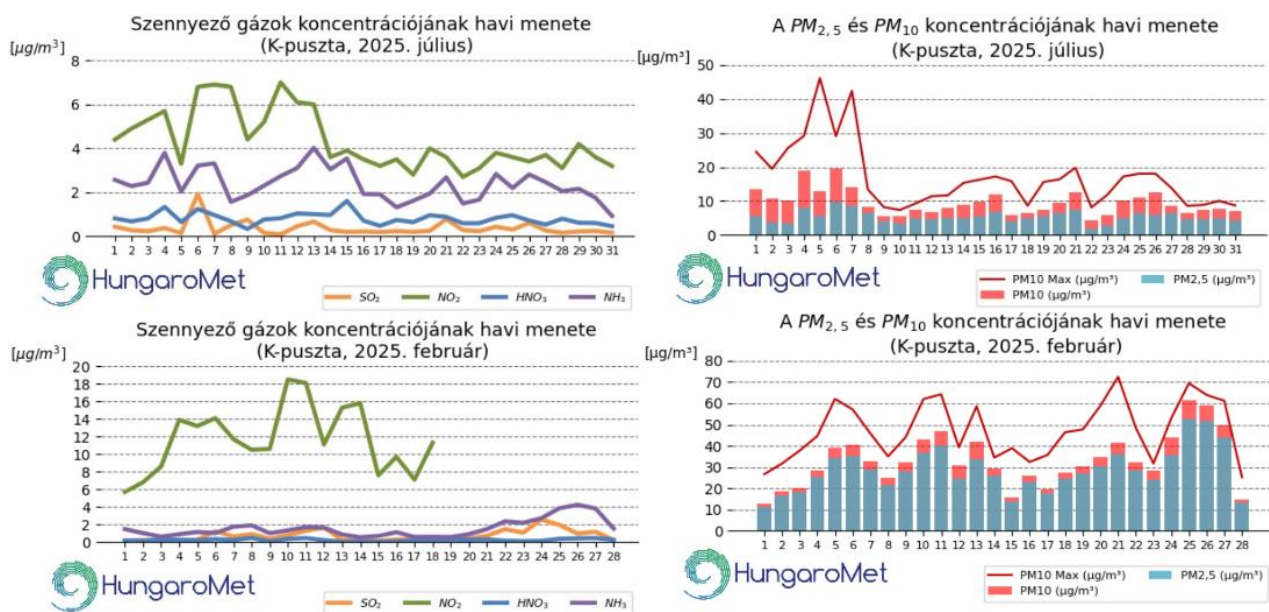 Szennyező gázok koncentrációjának havi menete
(K-puszta, 2025. július)
[µg/m³]
8
6
4
2
0
1 2 3 4 5 6 7 8 9 10 11 12 13 14 15 16 17 18 19 20 21 22 23 24 25 26 27 28 29 30 31
HungaroMet
SO₂ NO₂ HNO₃ NH₃
A PM₂,₅ és PM₁₀ koncentrációjának havi menete
(K-puszta, 2025. július)
[µg/m³]
50
40
30
20
10
0
1 2 3 4 5 6 7 8 9 10 11 12 13 14 15 16 17 18 19 20 21 22 23 24 25 26 27 28 29 30 31
HungaroMet
PM10 Max (µg/m³) PM2,5 (µg/m³)
PM10 (µg/m³)
Szennyező gázok koncentrációjának havi menete
(K-puszta, 2025. február)
[µg/m³]
20
18
16
14
12
10
8
6
4
2
0
1 2 3 4 5 6 7 8 9 10 11 12 13 14 15 16 17 18 19 20 21 22 23 24 25 26 27 28
HungaroMet
SO₂ NO₂ HNO₃ NH₃
A PM₂,₅ és PM₁₀ koncentrációjának havi menete
(K-puszta, 2025. február)
[µg/m³]
80
70
60
50
40
30
20
10
0
1 2 3 4 5 6 7 8 9 10 11 12 13 14 15 16 17 18 19 20 21 22 23 24 25 26 27 28
HungaroMet
PM10 Max (µg/m³) PM2,5 (µg/m³)
PM10 (µg/m³)